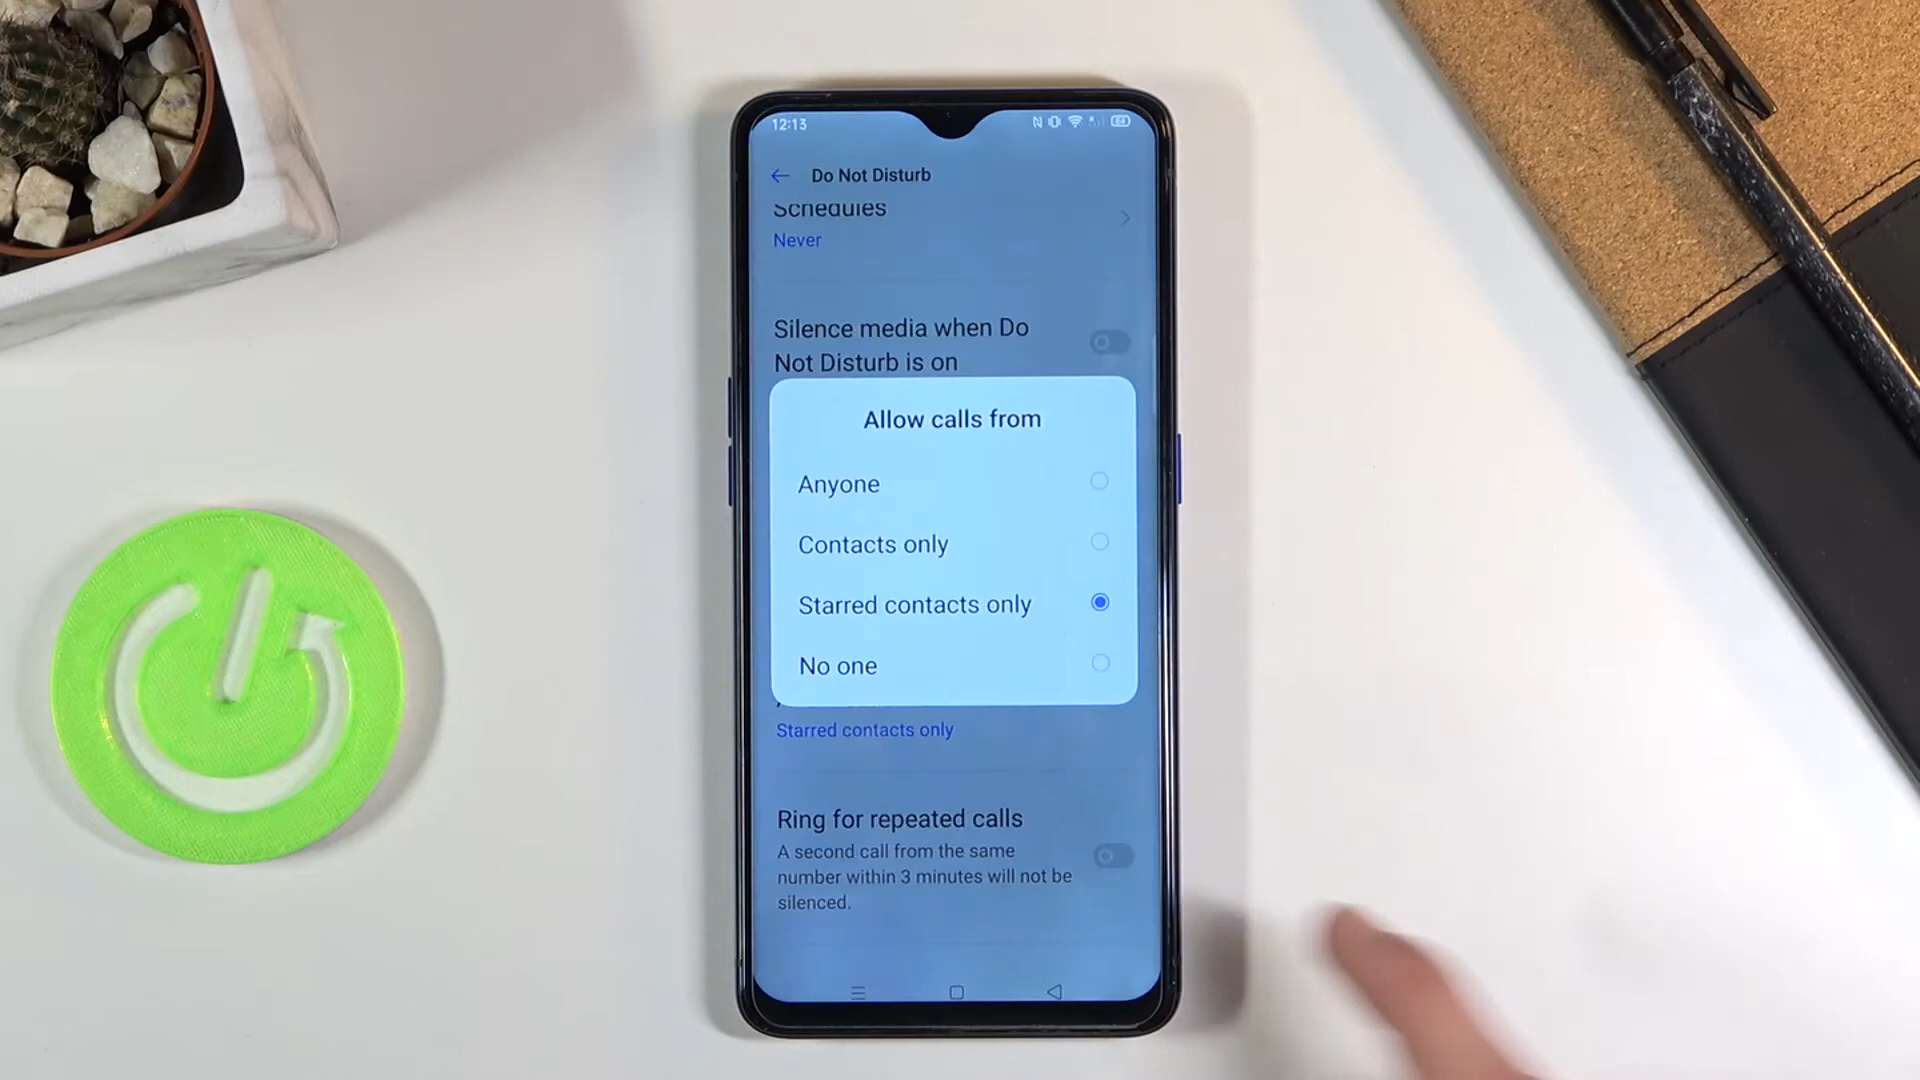 12:13
Do Not Disturb
Schedules
Never
Silence media when Do
Not Disturb is on
Allow calls from
Anyone
Contacts only
Starred contacts only
No one
Starred contacts only
Ring for repeated calls
A second call from the same
number within 3 minutes will not be
silenced.